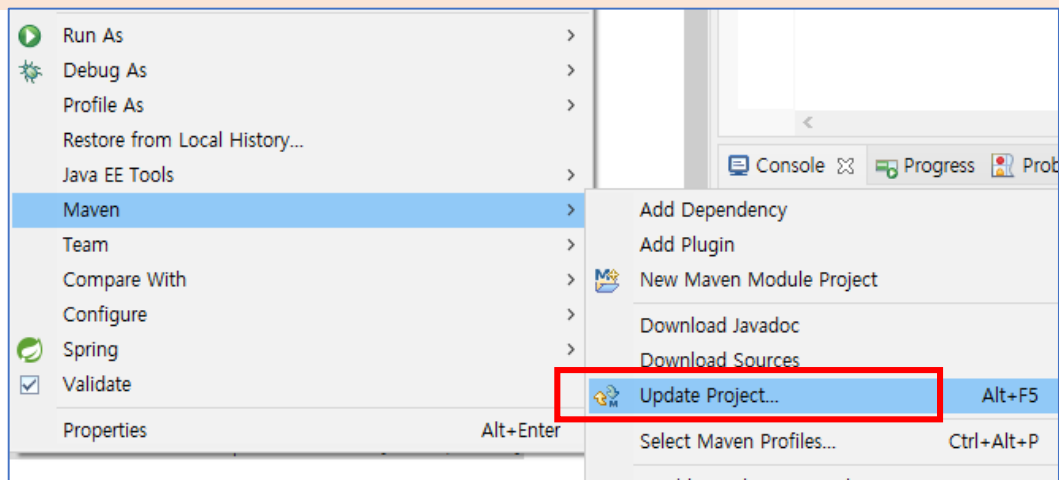 Run As
Debug As
Profile As
Restore from Local History...
Java EE Tools
Maven
Team
Compare With
Configure
Spring
Validate
Properties Alt+Enter
Console Progress
Add Dependency
Add Plugin
New Maven Module Project
Download Javadoc
Download Sources
Update Project... Alt+F5
Select Maven Profiles... Ctrl+Alt+P